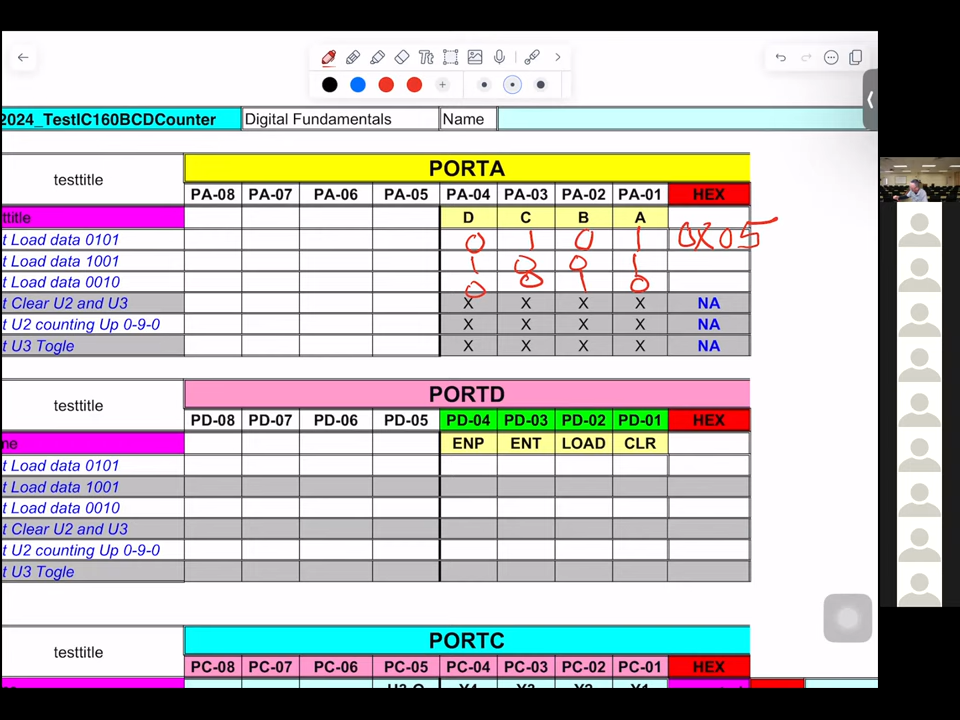 2024_TestIC160BCDCounter Digital Fundamentals Name
testtitle PORTA
PA-08 PA-07 PA-06 PA-05 PA-04 PA-03 PA-02 PA-01 HEX
ttitle D C B A
t Load data 0101 0 1 0 1 0x05
t Load data 1001 1 0 0 1
t Load data 0010 0 0 1 0
t Clear U2 and U3 X X X X NA
t U2 counting Up 0-9-0 X X X X NA
t U3 Togle X X X X NA
testtitle PORTD
PD-08 PD-07 PD-06 PD-05 PD-04 PD-03 PD-02 PD-01 HEX
ne ENP ENT LOAD CLR
t Load data 0101
t Load data 1001
t Load data 0010
t Clear U2 and U3
t U2 counting Up 0-9-0
t U3 Togle
testtitle PORTC
PC-08 PC-07 PC-06 PC-05 PC-04 PC-03 PC-02 PC-01 HEX